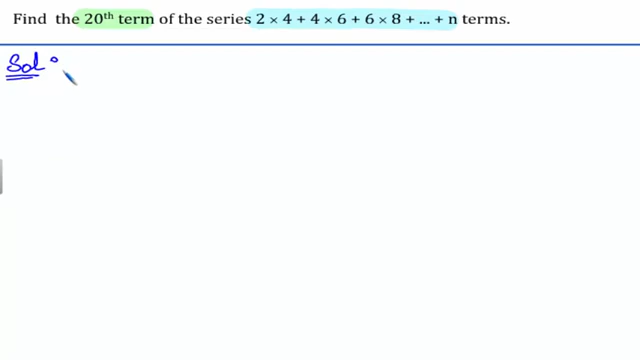 Find the 20th term of the series 2 × 4 + 4 × 6 + 6 × 8 + ... + n terms.
Sol: